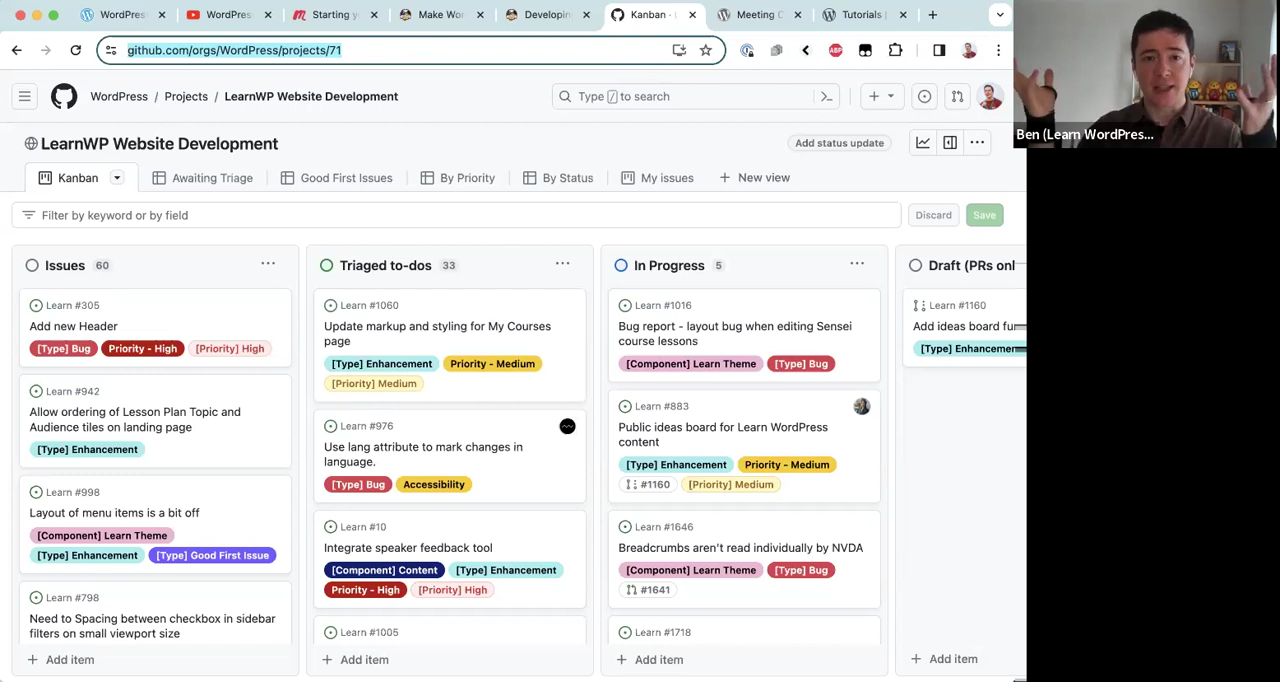 WordPres
WordPres
Starting y
Make Wo
Developin
Kanban ·
Meeting C
Tutorials
github.com/orgs/WordPress/projects/71
ABP
WordPress / Projects / LearnWP Website Development
Type / to search
Ben (Learn WordPres...
LearnWP Website Development
Add status update
Kanban
Awaiting Triage
Good First Issues
By Priority
By Status
My issues
New view
Filter by keyword or by field
Discard
Save
Issues 60
Learn #305
Add new Header
[Type] Bug Priority - High [Priority] High
Learn #942
Allow ordering of Lesson Plan Topic and
Audience tiles on landing page
[Type] Enhancement
Learn #998
Layout of menu items is a bit off
[Component] Learn Theme
[Type] Enhancement [Type] Good First Issue
Learn #798
Need to Spacing between checkbox in sidebar
filters on small viewport size
Add item
Triaged to-dos 33
Learn #1060
Update markup and styling for My Courses
page
[Type] Enhancement Priority - Medium
[Priority] Medium
Learn #976
Use lang attribute to mark changes in
language.
[Type] Bug Accessibility
Learn #10
Integrate speaker feedback tool
[Component] Content [Type] Enhancement
Priority - High [Priority] High
Learn #1005
Add item
In Progress 5
Learn #1016
Bug report - layout bug when editing Sensei
course lessons
[Component] Learn Theme [Type] Bug
Learn #883
Public ideas board for Learn WordPress
content
[Type] Enhancement Priority - Medium
#1160 [Priority] Medium
Learn #1646
Breadcrumbs aren't read individually by NVDA
[Component] Learn Theme [Type] Bug
#1641
Learn #1718
Add item
Draft (PRs onl
Learn #1160
Add ideas board fu
[Type] Enhancemen
Add item